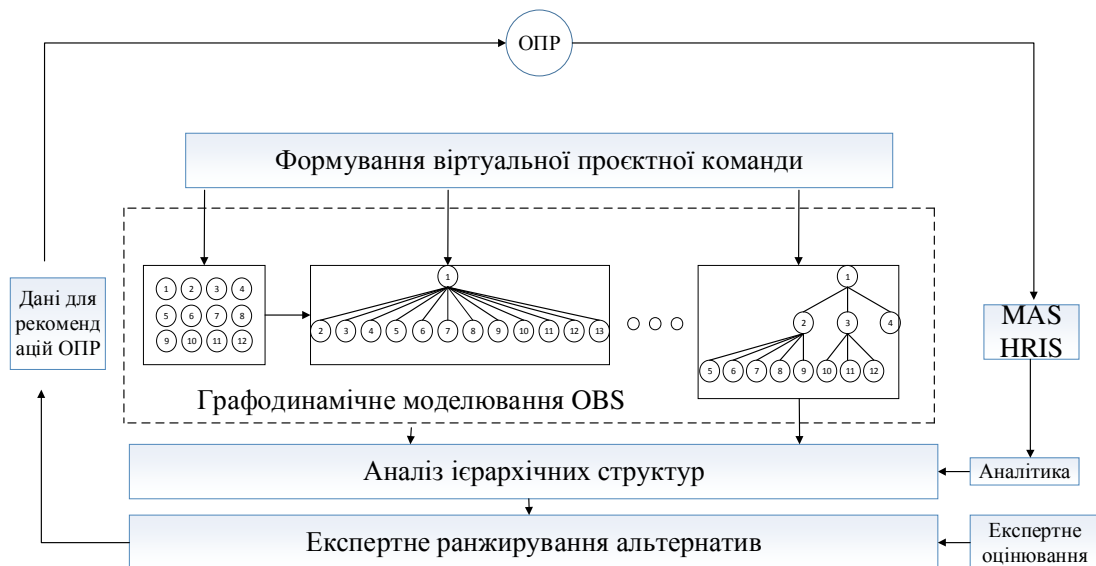 ОПР
Формування віртуальної проєктної команди
1 2 3 4
5 6 7 8
9 10 11 12
1
2 3 4 5 6 7 8 9 10 11 12 13
1
2 3 4
5 6 7 8 9 10 11 12
Графодинамічне моделювання OBS
Дані для
рекоменд
ацій ОПР
MAS
HRIS
Аналіз ієрархічних структур
Аналітика
Експертне ранжирування альтернатив
Експертне
оцінювання